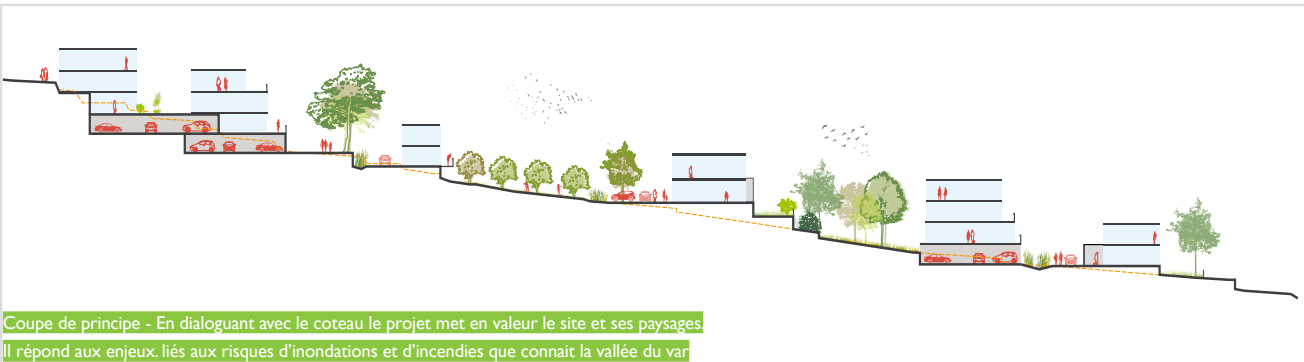 Coupe de principe - En dialoguant avec le coteau le projet met en valeur le site et ses paysages.
Il répond aux enjeux. liés aux risques d’inondations et d’incendies que connait la vallée du var